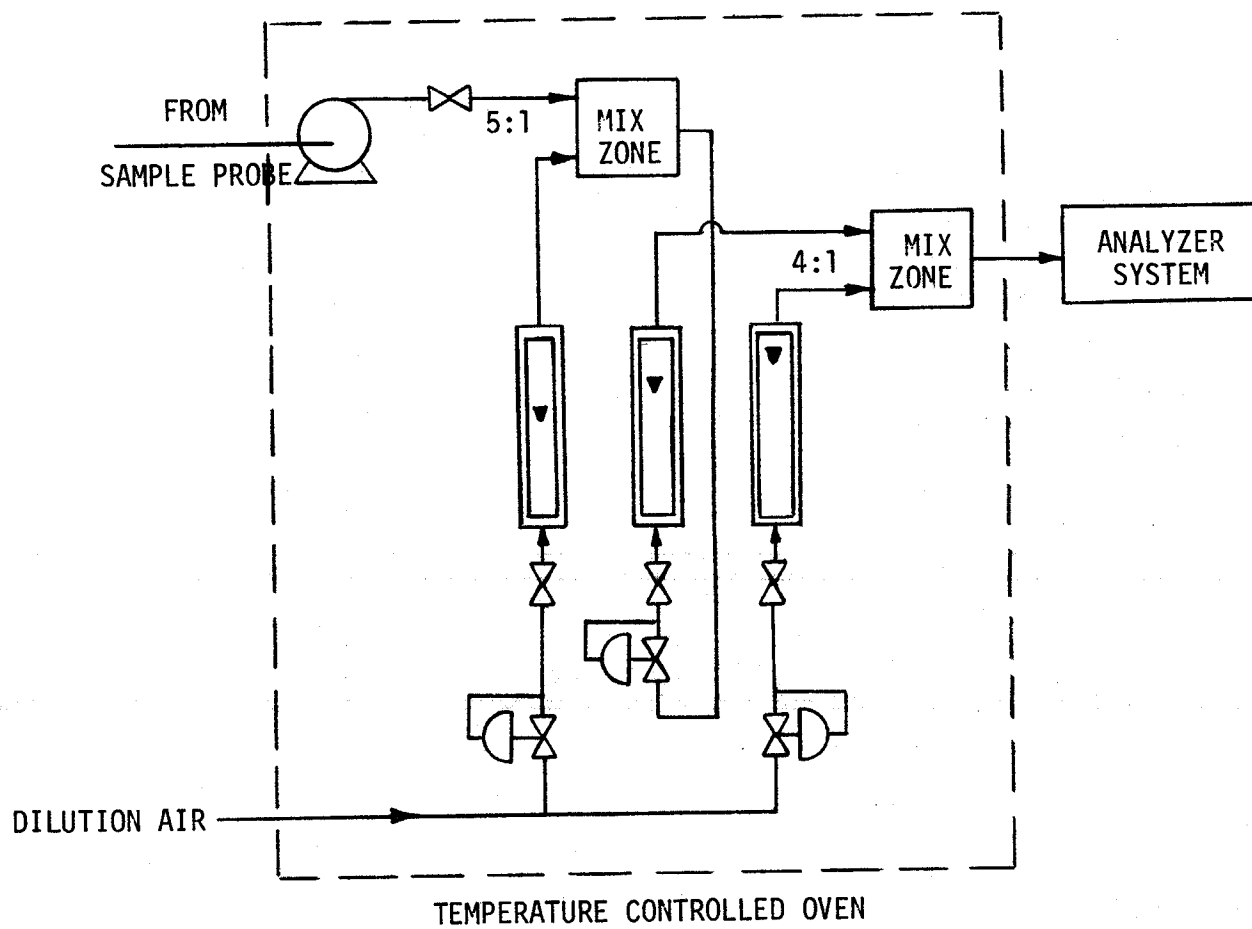 FROM
SAMPLE PROBE
5:1
MIX
ZONE
4:1
MIX
ZONE
ANALYZER
SYSTEM
DILUTION AIR
TEMPERATURE CONTROLLED OVEN